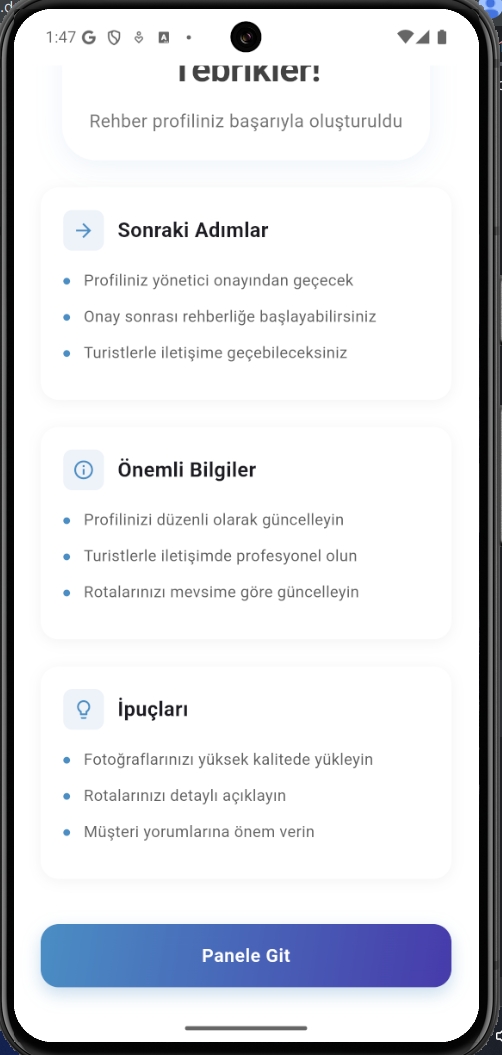 1:47
Tebrikler!
Rehber profiliniz başarıyla oluşturuldu
Sonraki Adımlar
Profiliniz yönetici onayından geçecek
Onay sonrası rehberliğe başlayabilirsiniz
Turistlerle iletişime geçebileceksiniz
Önemli Bilgiler
Profilinizi düzenli olarak güncelleyin
Turistlerle iletişimde profesyonel olun
Rotalarınızı mevsime göre güncelleyin
İpuçları
Fotoğraflarınızı yüksek kalitede yükleyin
Rotalarınızı detaylı açıklayın
Müşteri yorumlarına önem verin
Panele Git